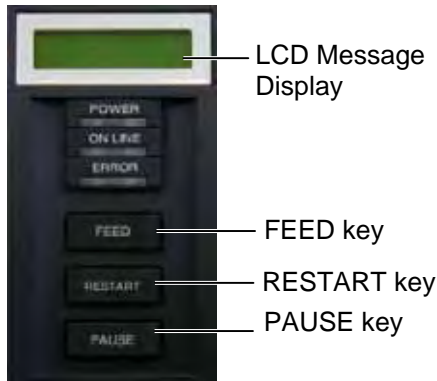 LCD Message
Display
POWER
ON LINE
ERROR
FEED
FEED key
RESTART
RESTART key
PAUSE
PAUSE key